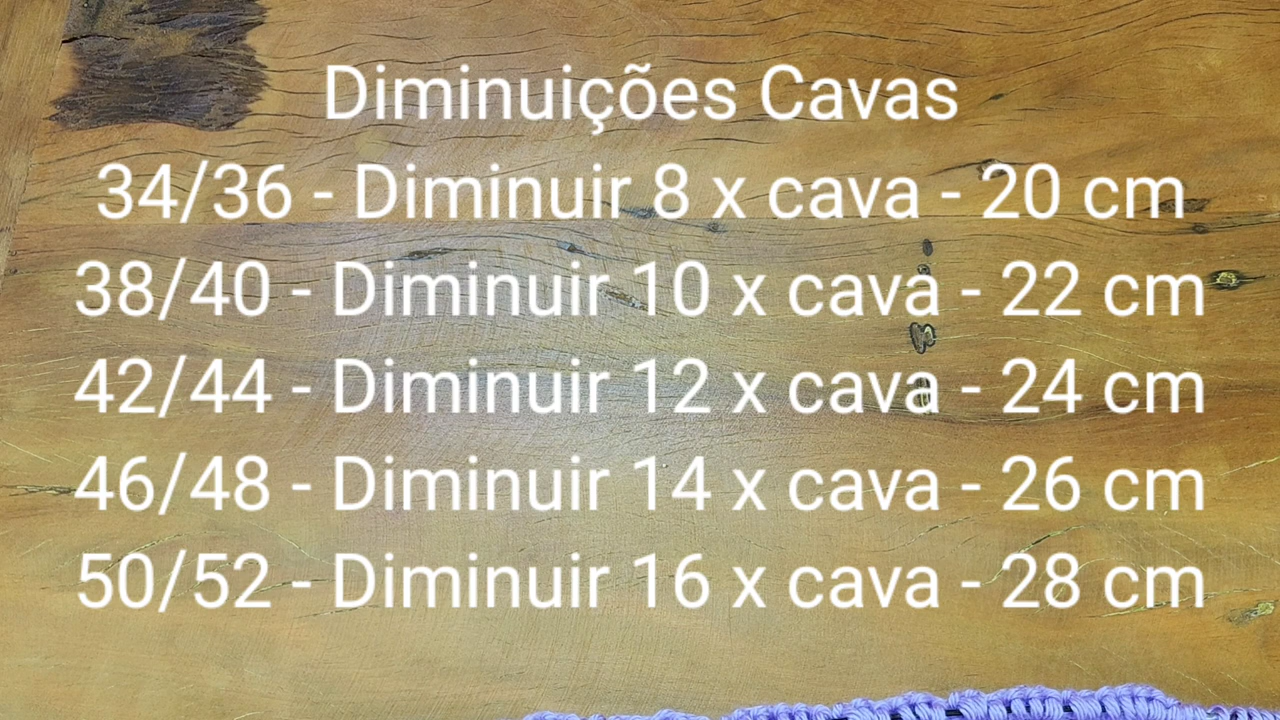 Diminuições Cavas
34/36 - Diminuir 8 x cava - 20 cm
38/40 - Diminuir 10 x cava - 22 cm
42/44 - Diminuir 12 x cava - 24 cm
46/48 - Diminuir 14 x cava - 26 cm
50/52 - Diminuir 16 x cava - 28 cm